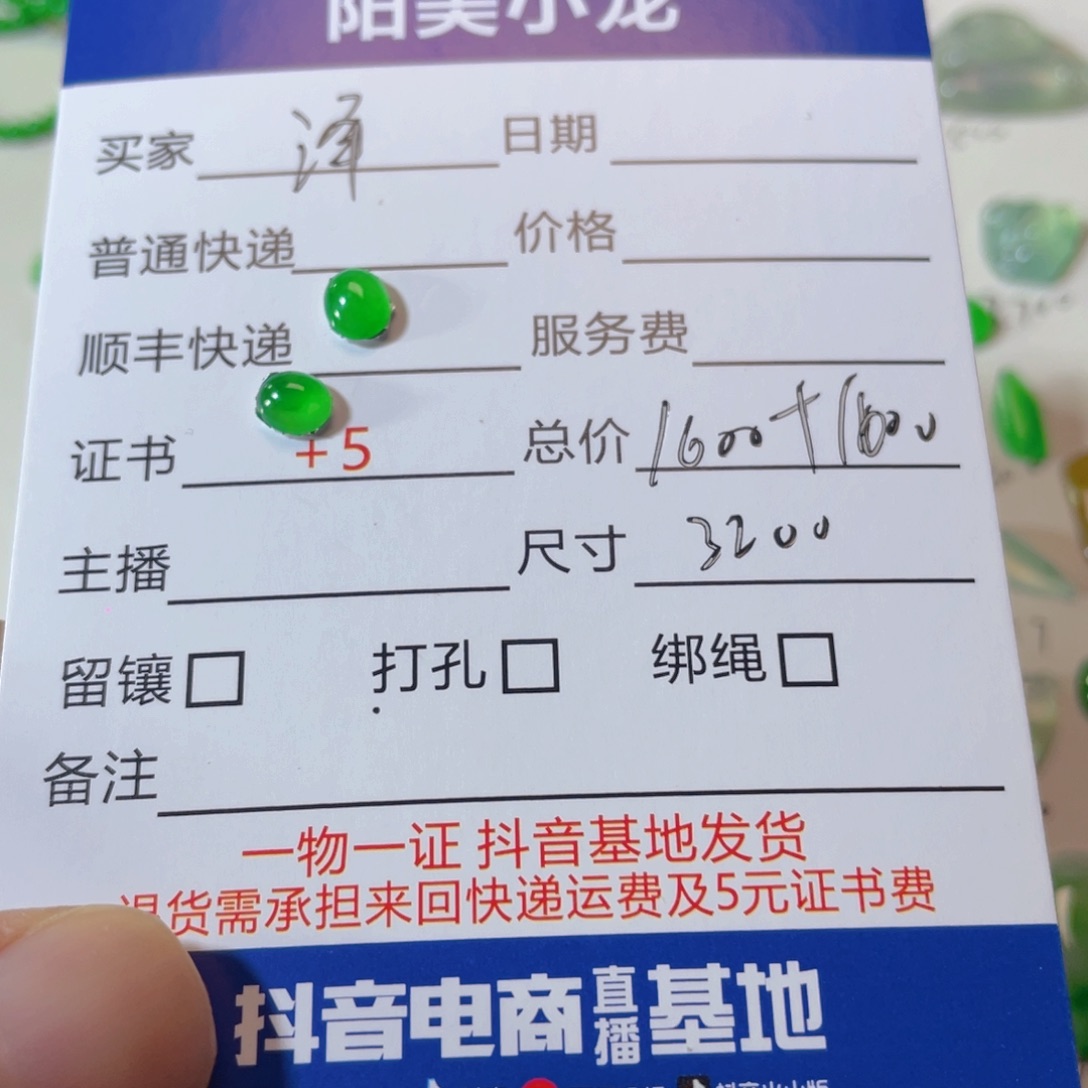 阳美小龙
买家 泽 日期
普通快递 价格
顺丰快递 服务费
证书 +5 总价 1600+1600
主播 尺寸 3200
留镶□ 打孔□ 绑绳□
备注
一物一证 抖音基地发货
退货需承担来回快递运费及5元证书费
抖音电商直播基地